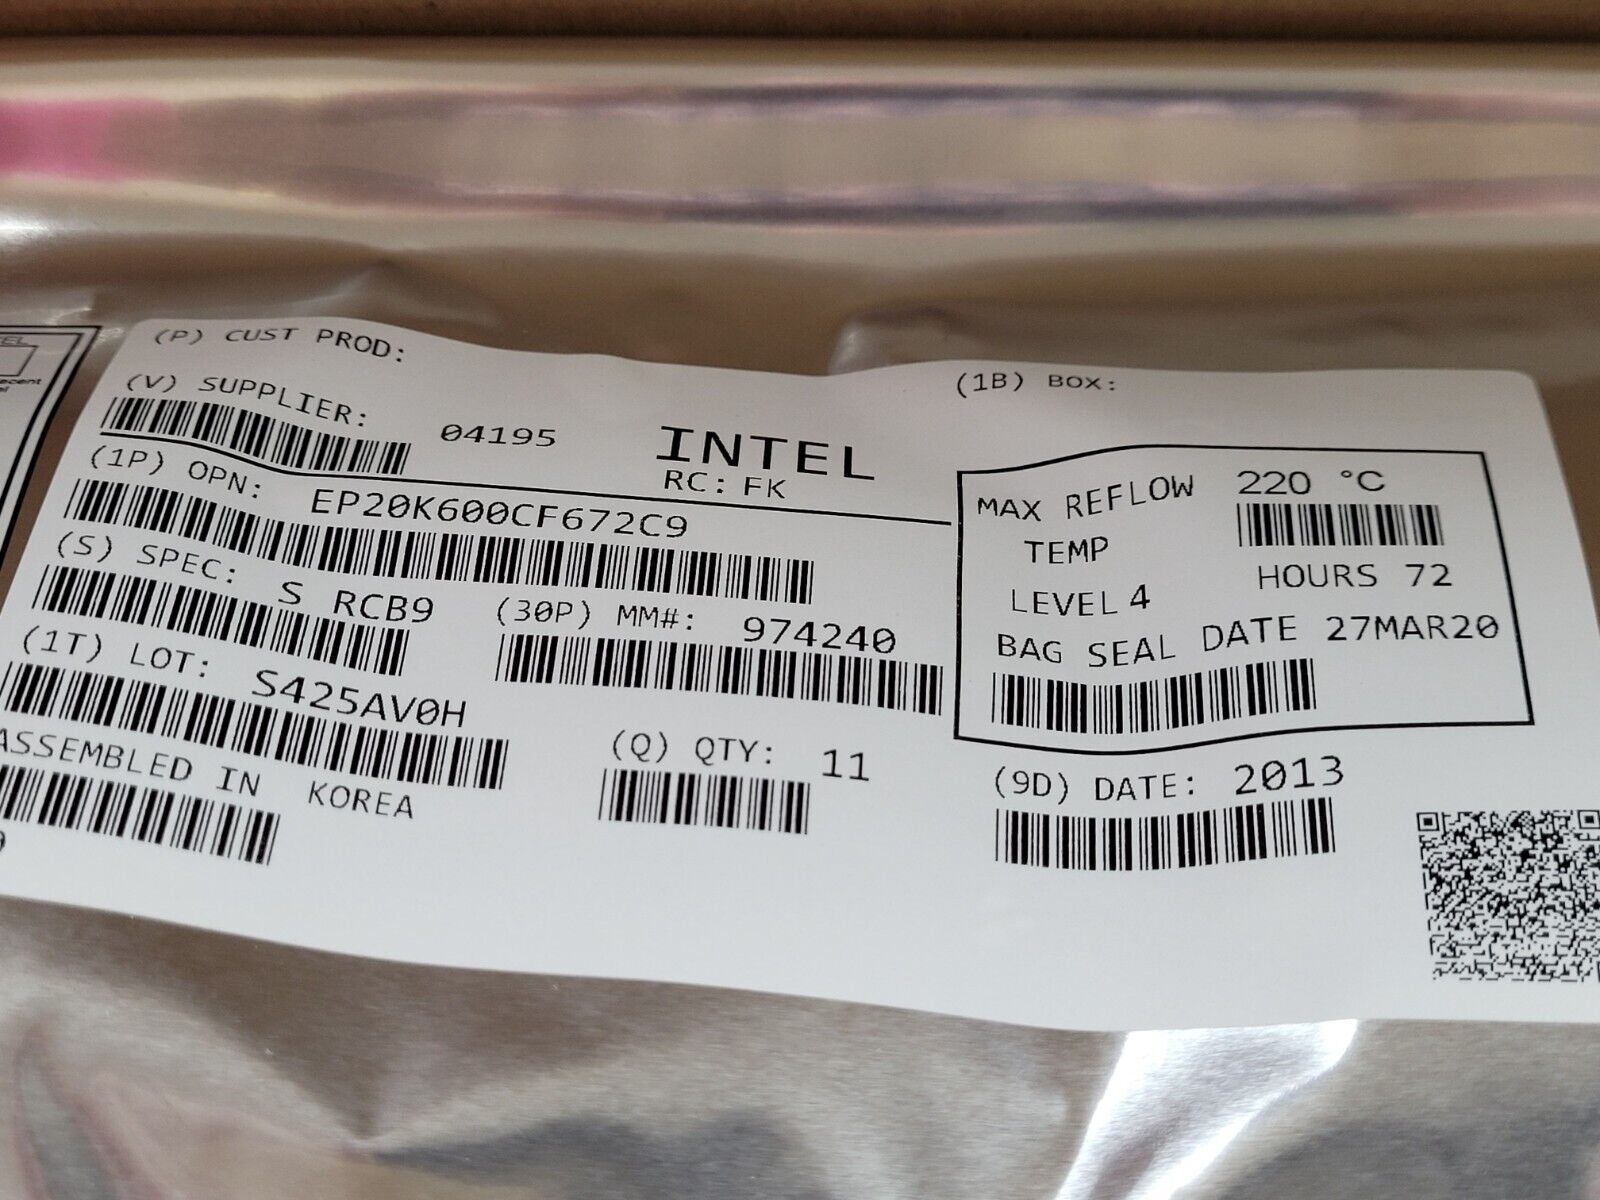 (P) CUST PROD:
(1B) BOX:
(V) SUPPLIER: 04195
INTEL
RC: FK
(1P) OPN: EP20K600CF672C9
(S) SPEC: S RCB9
(30P) MM#: 974240
(1T) LOT: S425AV0H
ASSEMBLED IN KOREA
(Q) QTY: 11
MAX REFLOW 220 °C
TEMP
HOURS 72
LEVEL 4
BAG SEAL DATE 27MAR20
(9D) DATE: 2013